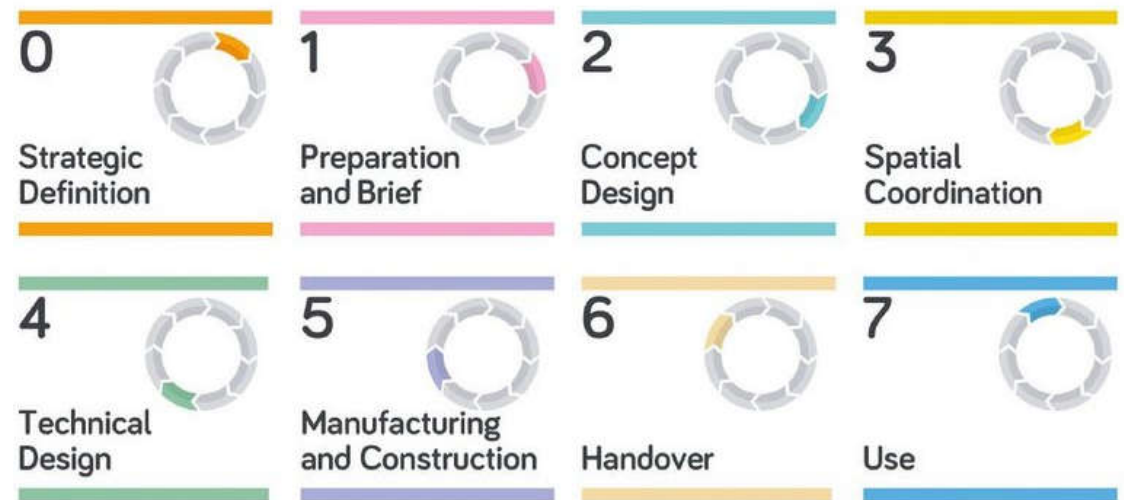 0
Strategic
Definition
1
Preparation
and Brief
2
Concept
Design
3
Spatial
Coordination
4
Technical
Design
5
Manufacturing
and Construction
6
Handover
7
Use